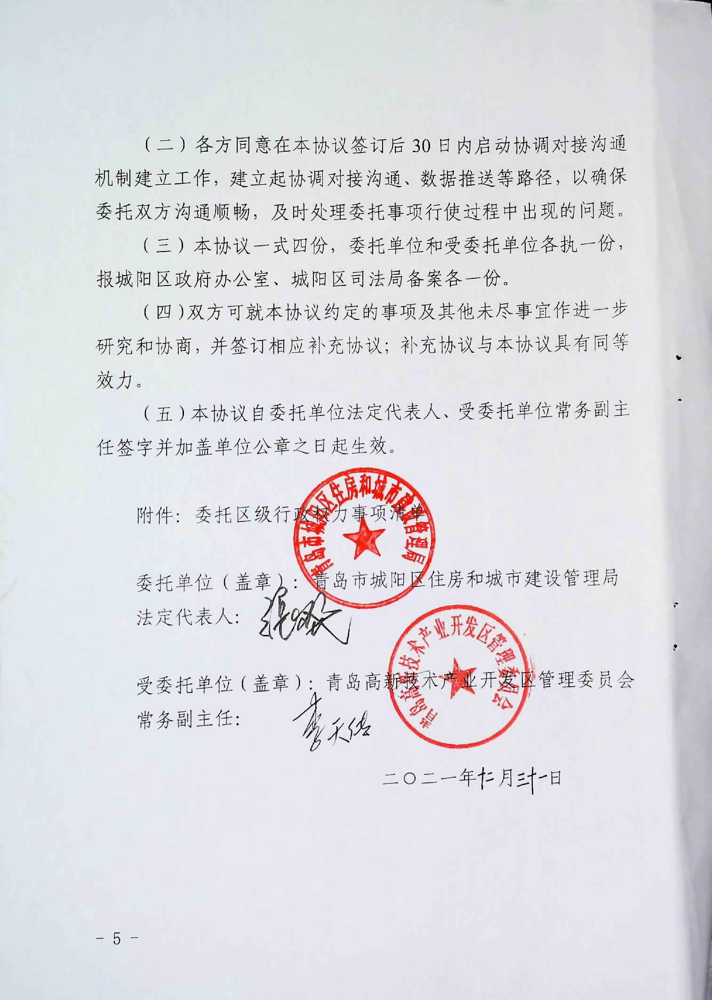 （二）各方同意在本协议签订后 30 日内启动协调对接沟通
机制建立工作，建立起协调对接沟通、数据推送等路径，以确保
委托双方沟通顺畅，及时处理委托事项行使过程中出现的问题。
（三）本协议一式四份，委托单位和受委托单位各执一份，
报城阳区政府办公室、城阳区司法局备案各一份。
（四）双方可就本协议约定的事项及其他未尽事宜作进一步
研究和协商，并签订相应补充协议；补充协议与本协议具有同等
效力。
（五）本协议自委托单位法定代表人、受委托单位常务副主
任签字并加盖单位公章之日起生效。
青岛市城阳区住房和城市建设管理局
附件：委托区级行政权力事项清单
委托单位（盖章）：青岛市城阳区住房和城市建设管理局
法定代表人：
青岛高新技术产业开发区管理委员会
受委托单位（盖章）：青岛高新技术产业开发区管理委员会
常务副主任：
二〇二一年十二月三十一日
- 5 -